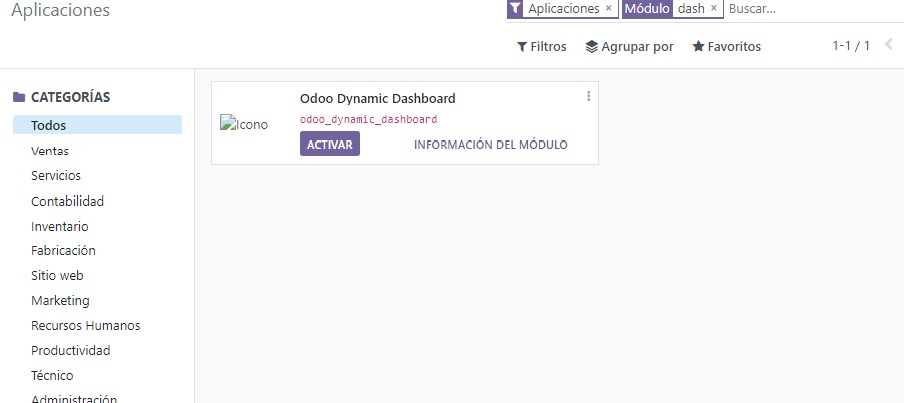 Aplicaciones
Aplicaciones × Módulo dash × Buscar...
Filtros Agrupar por Favoritos 1-1 / 1
CATEGORÍAS
Todos
Ventas
Servicios
Contabilidad
Inventario
Fabricación
Sitio web
Marketing
Recursos Humanos
Productividad
Técnico
Administración
Icono
Odoo Dynamic Dashboard
odoo_dynamic_dashboard
ACTIVAR INFORMACIÓN DEL MÓDULO